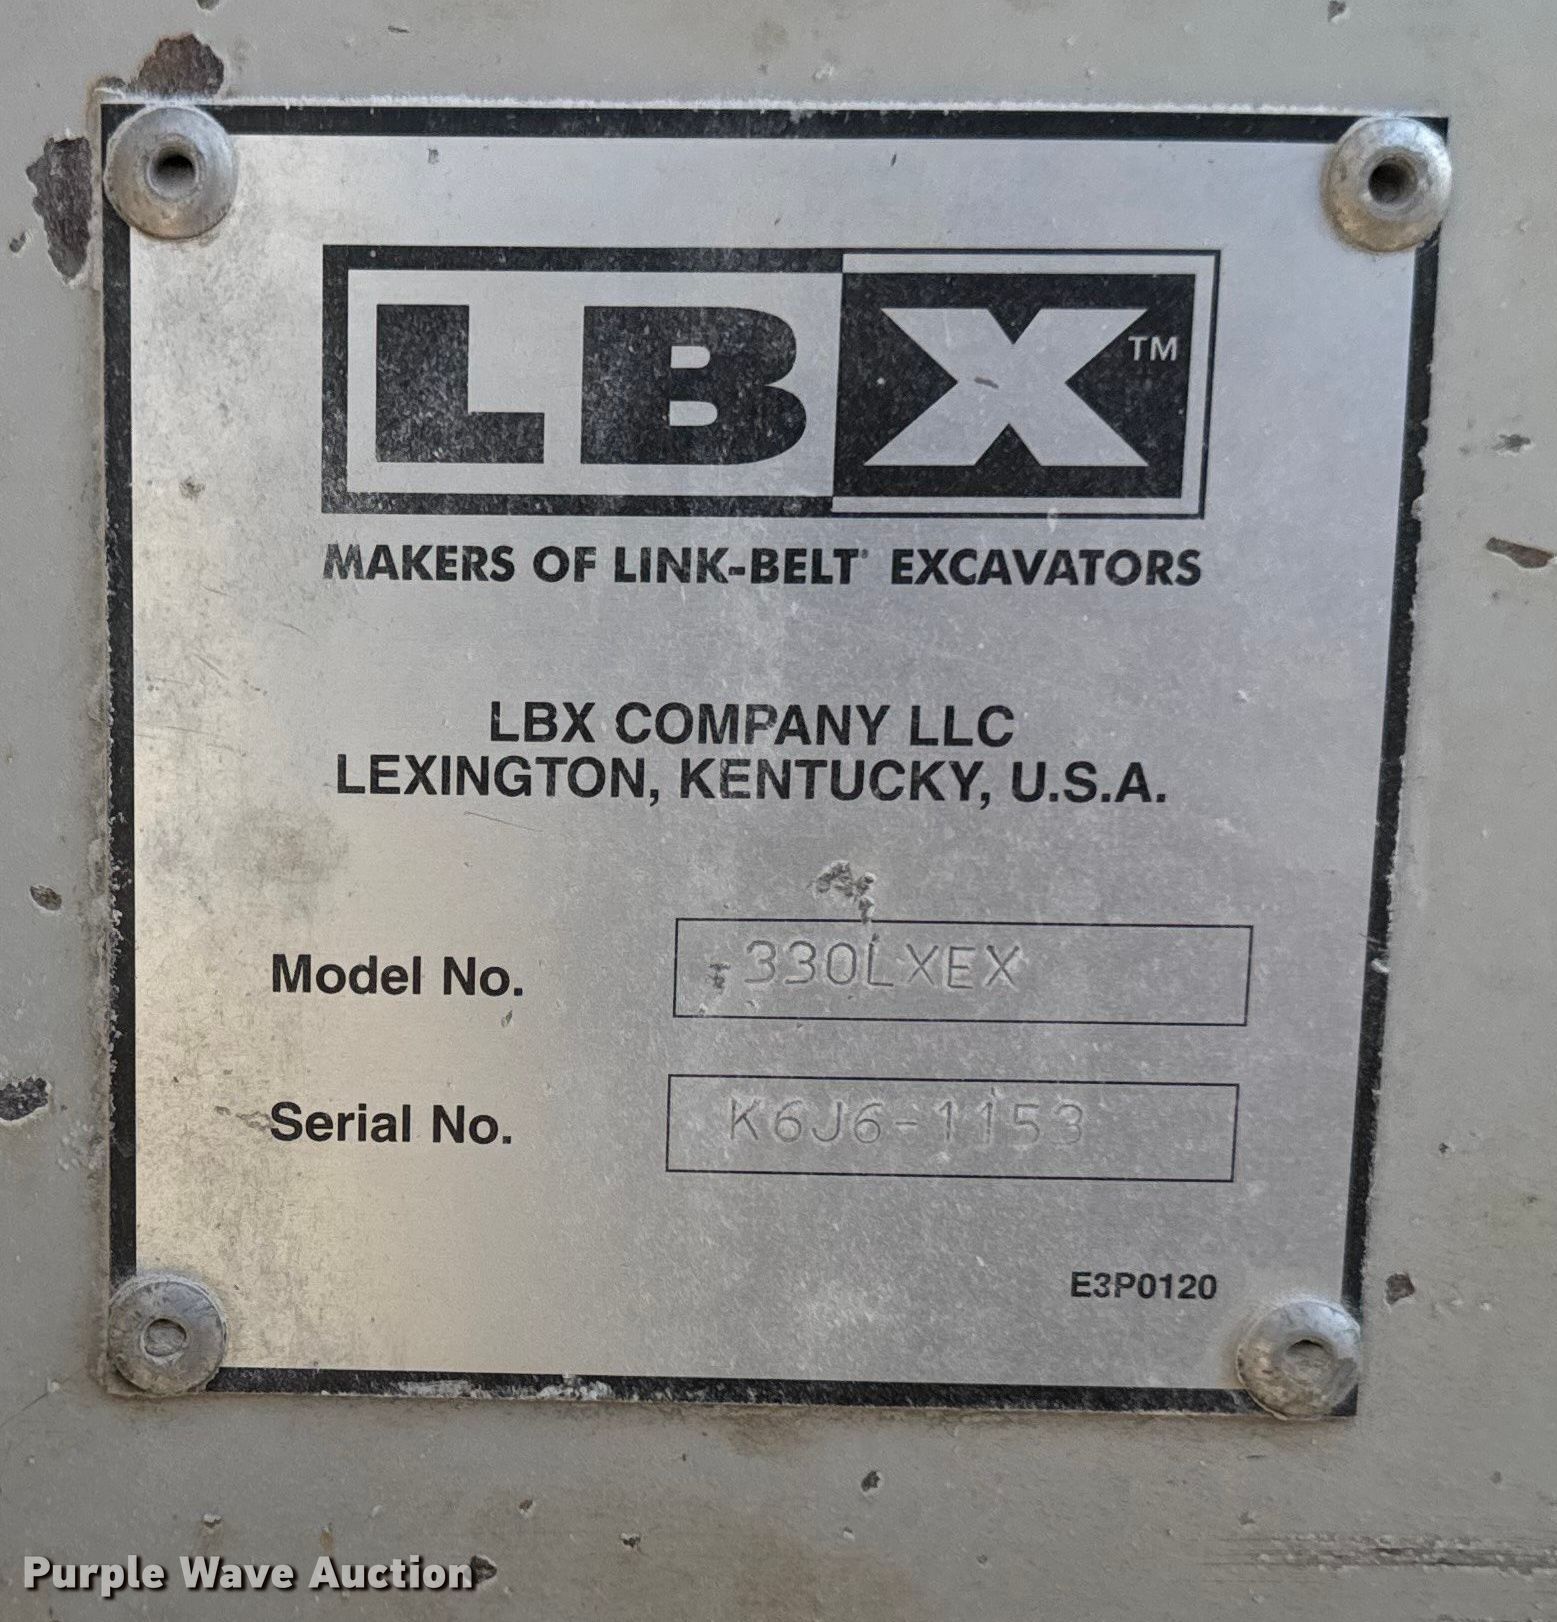 LBX™
MAKERS OF LINK-BELT® EXCAVATORS
LBX COMPANY LLC
LEXINGTON, KENTUCKY, U.S.A.
Model No. 330LXEX
Serial No. K6J6-1153
E3P0120
Purple Wave Auction